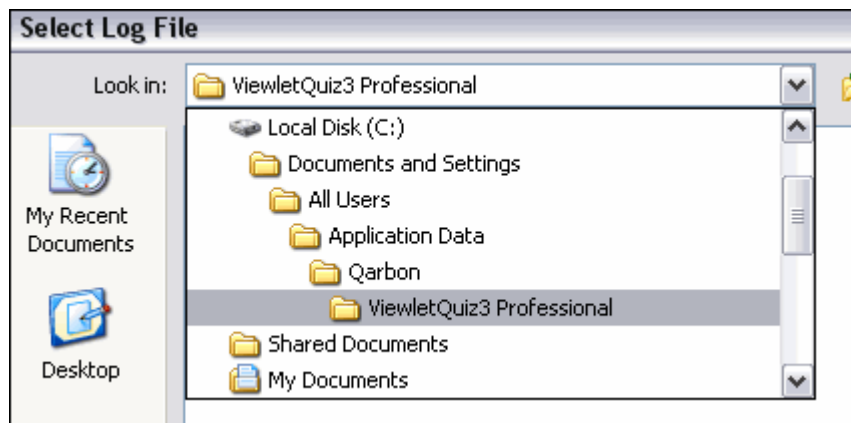 Select Log File
Look in:
ViewletQuiz3 Professional
Local Disk (C:)
Documents and Settings
All Users
Application Data
Qarbon
ViewletQuiz3 Professional
Shared Documents
My Documents
My Recent
Documents
Desktop